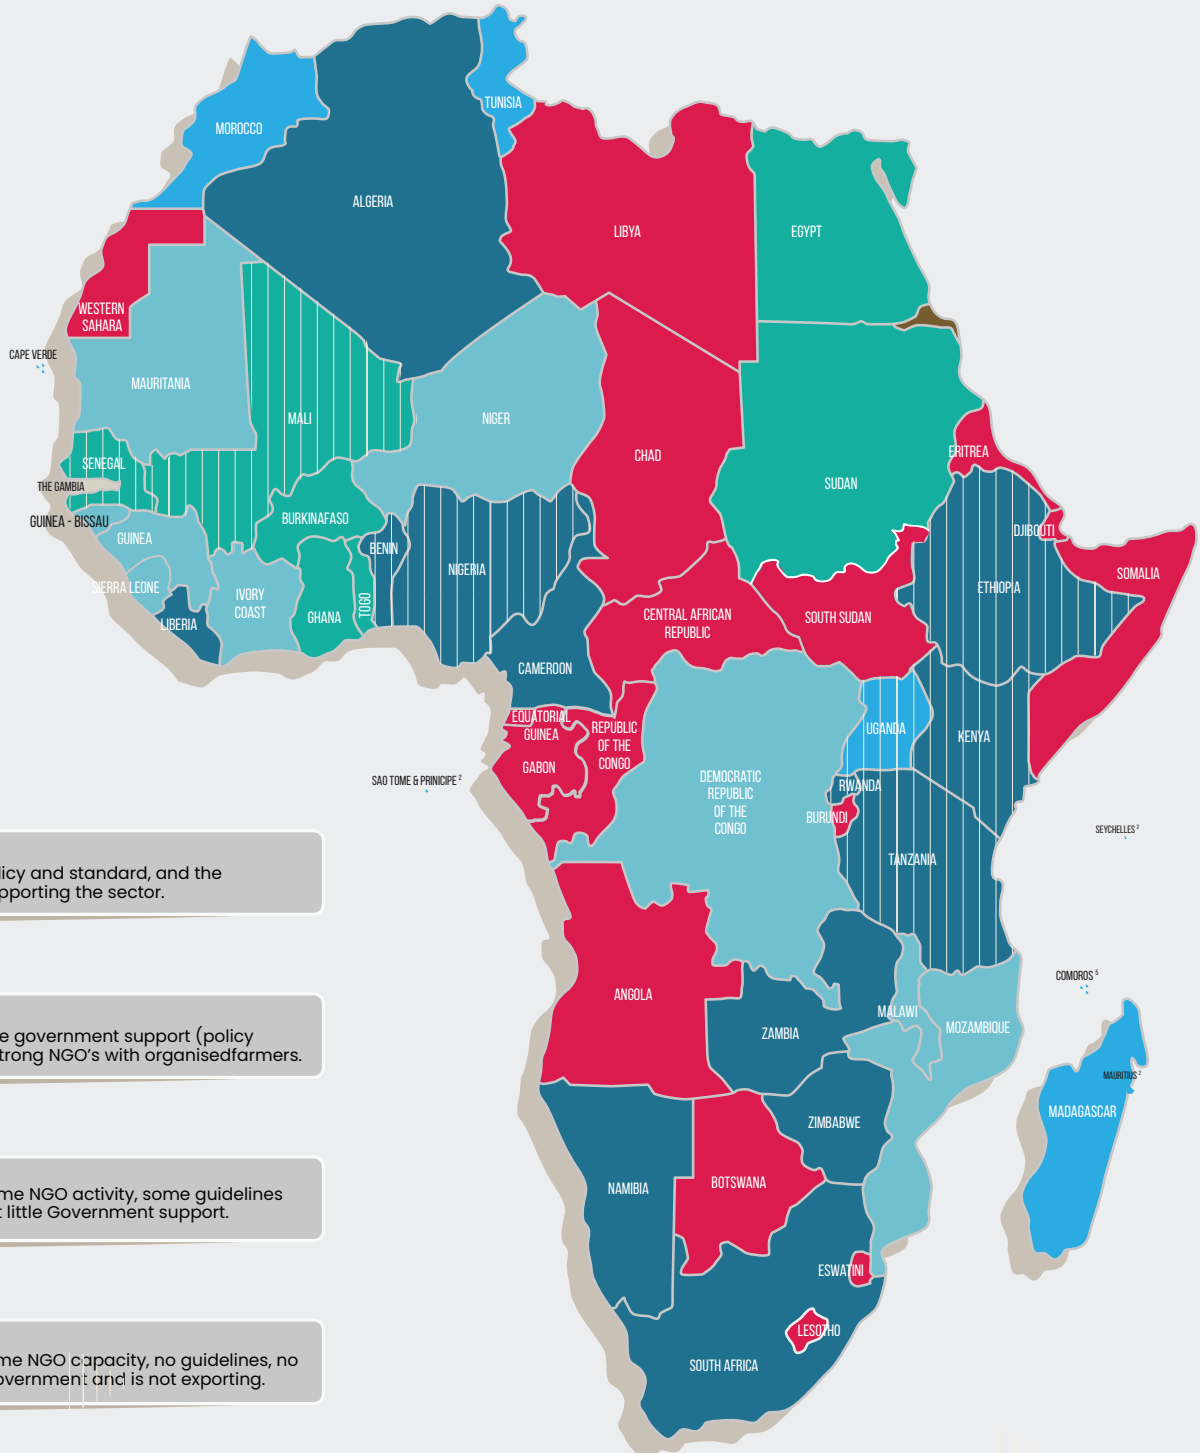 TUNISIA
MOROCCO
ALGERIA
LIBYA
EGYPT
WESTERN
SAHARA
CAPE VERDE
MAURITANIA
MALI
NIGER
CHAD
SUDAN
ERITREA
SENEGAL
THE GAMBIA
GUINEA - BISSAU
GUINEA
BURKINAFASO
BENIN
NIGERIA
DJIBOUTI
SOMALIA
ETHIOPIA
SIERRA LEONE
IVORY
COAST
LIBERIA
GHANA
TOGO
CENTRAL AFRICAN
REPUBLIC
SOUTH SUDAN
CAMEROON
EQUATORIAL
GUINEA
GABON
REPUBLIC
OF THE
CONGO
UGANDA
KENYA
SAO TOME & PRINICIPE 2
DEMOCRATIC
REPUBLIC
OF THE
CONGO
RWANDA
BURUNDI
TANZANIA
SEYCHELLES 2
licy and standard, and the
pporting the sector.
COMOROS 5
ANGOLA
ZAMBIA
MALAWI
MOZAMBIQUE
e government support (policy
trong NGO's with organisedfarmers.
MAURITIUS 2
MADAGASCAR
ZIMBABWE
NAMIBIA
BOTSWANA
me NGO activity, some guidelines
t little Government support.
ESWATINI
LESOTHO
SOUTH AFRICA
me NGO capacity, no guidelines, no
overnment and is not exporting.